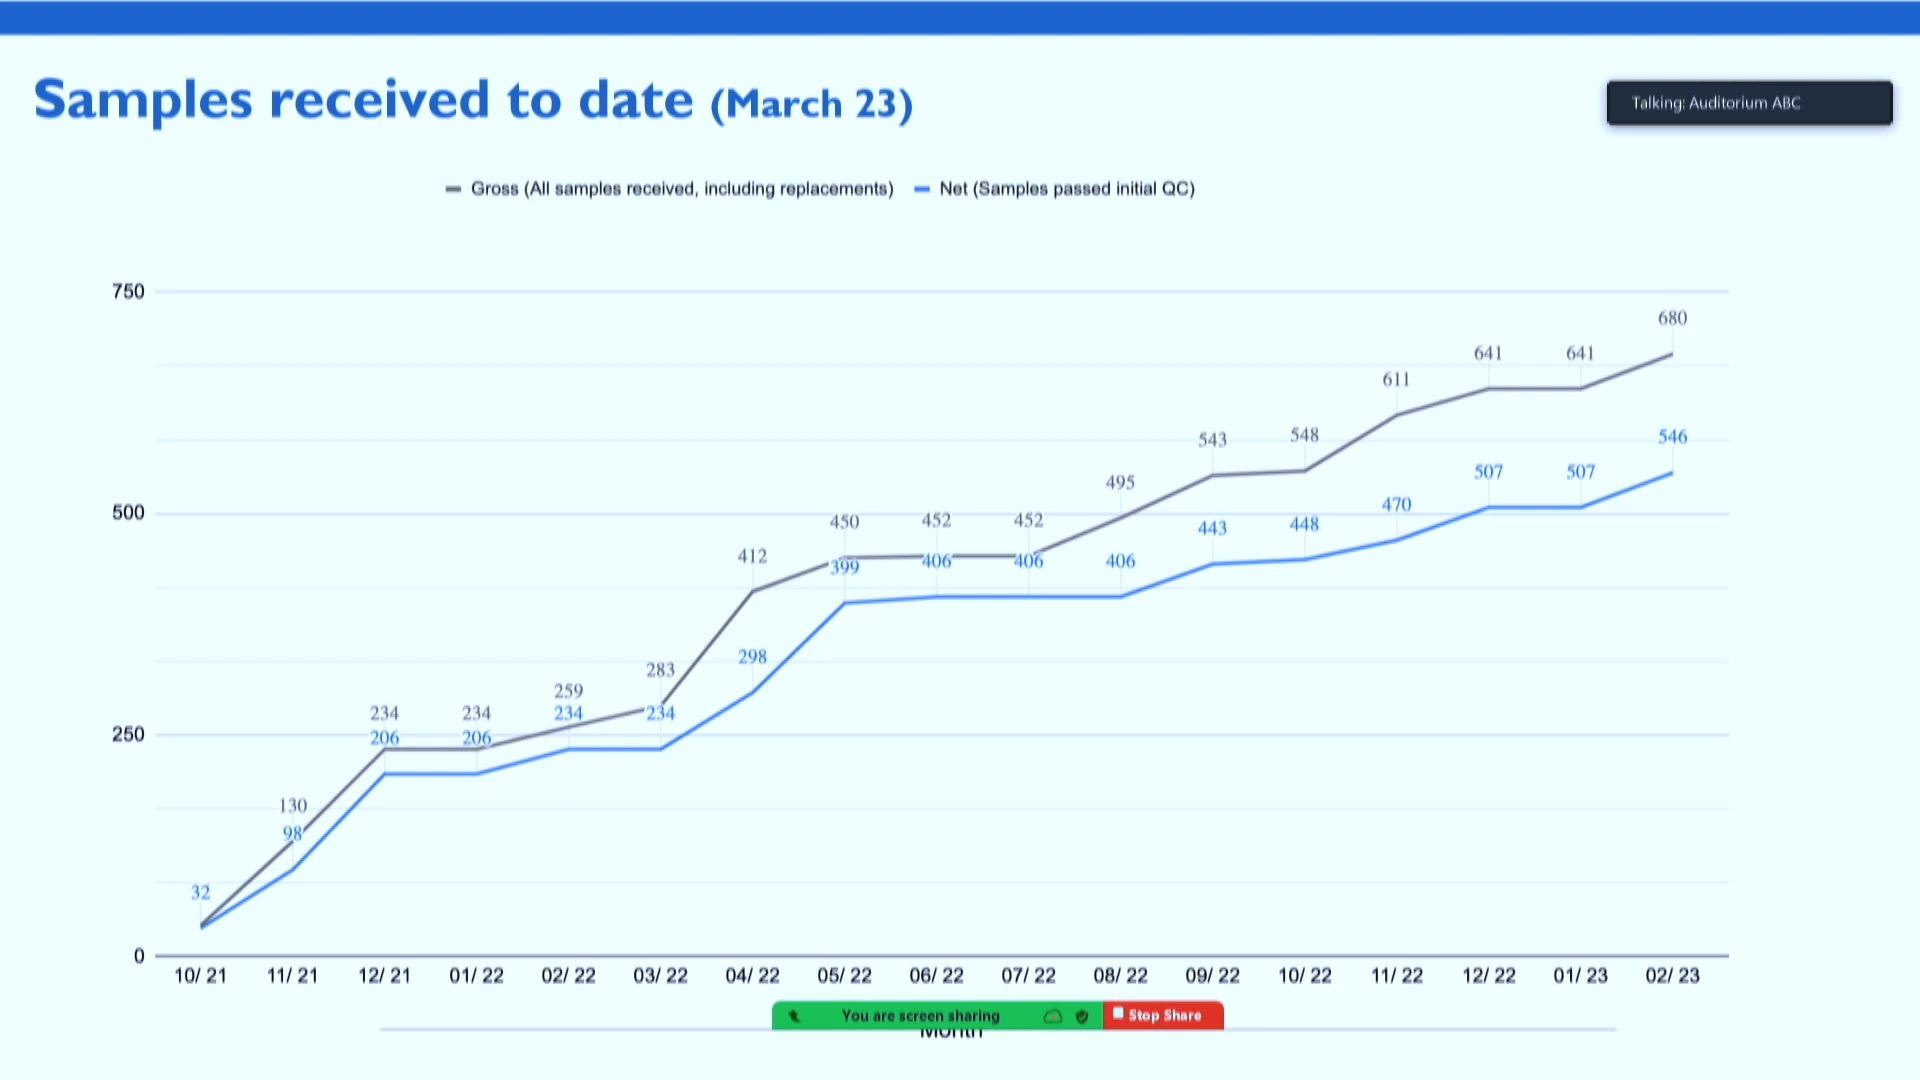 Samples received to date (March 23)
Talking: Auditorium ABC
Gross (All samples received, including replacements) Net (Samples passed initial QC)
750
680
641 641
611
546
543 548
507 507
500
495
470
450 452 452
443 448
412
399 406 406 406
298
283
259
250
234 234 234 234
206 206
130
98
32
0
10/ 21 11/ 21 12/ 21 01/ 22 02/ 22 03/ 22 04/ 22 05/ 22 06/ 22 07/ 22 08/ 22 09/ 22 10/ 22 11/ 22 12/ 22 01/ 23 02/ 23
You are screen sharing Stop Share
Month